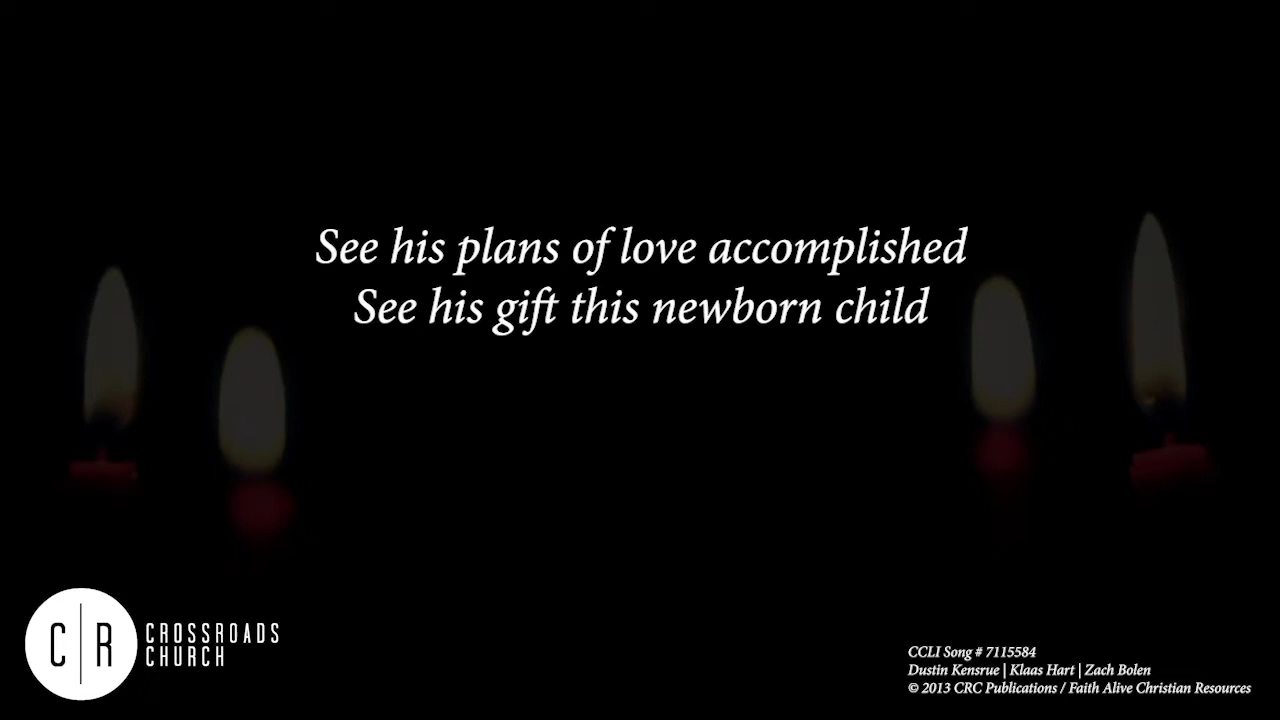 See his plans of love accomplished
See his gift this newborn child
C|R
CROSSROADS
CHURCH
CCLI Song # 7115584
Dustin Kensrue | Klaas Hart | Zach Bolen
© 2013 CRC Publications / Faith Alive Christian Resources